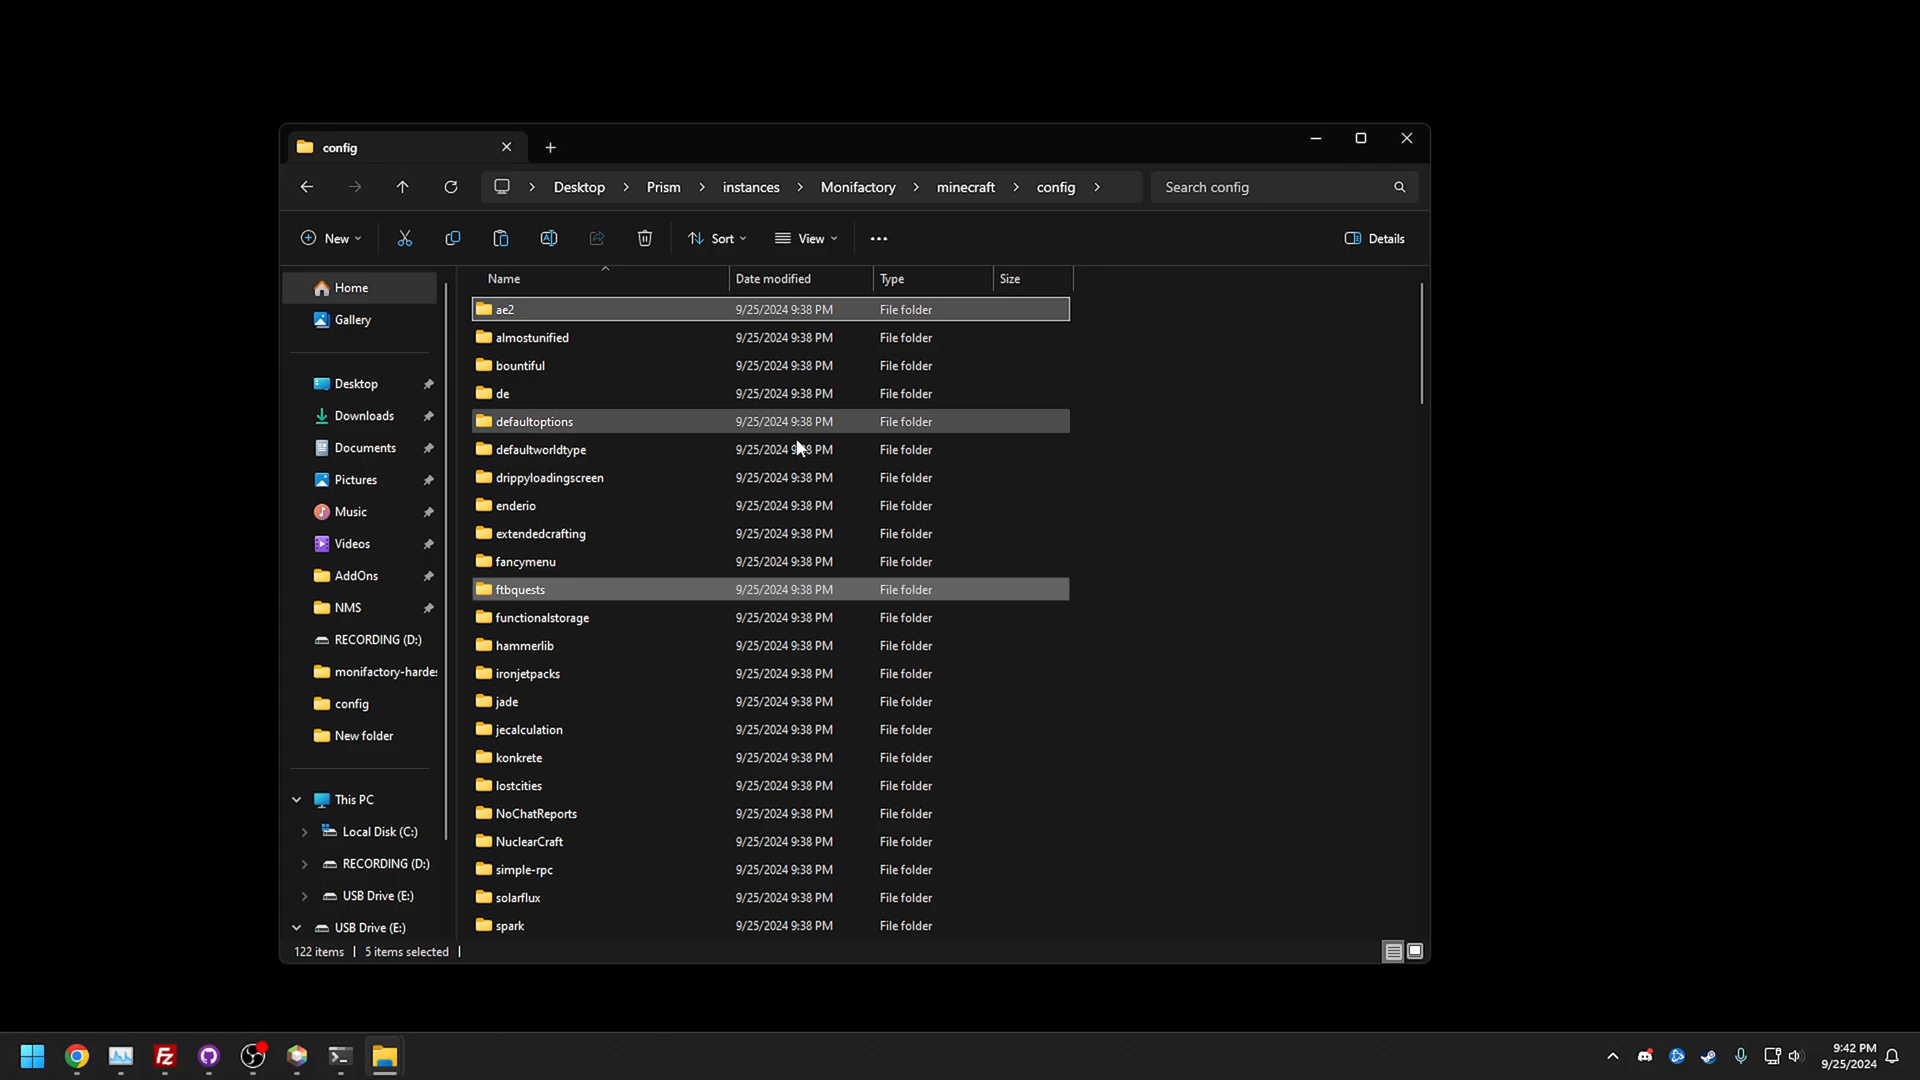 config
Desktop > Prism > instances > Monifactory > minecraft > config >
Search config
New
Sort
View
Details
Home
Gallery
Desktop
Downloads
Documents
Pictures
Music
Videos
AddOns
NMS
RECORDING (D:)
monifactory-hardes
config
New folder
This PC
Local Disk (C:)
RECORDING (D:)
USB Drive (E:)
USB Drive (E:)
Name Date modified Type Size
ae2 9/25/2024 9:38 PM File folder
almostunified 9/25/2024 9:38 PM File folder
bountiful 9/25/2024 9:38 PM File folder
de 9/25/2024 9:38 PM File folder
defaultoptions 9/25/2024 9:38 PM File folder
defaultworldtype 9/25/2024 9:38 PM File folder
drippyloadingscreen 9/25/2024 9:38 PM File folder
enderio 9/25/2024 9:38 PM File folder
extendedcrafting 9/25/2024 9:38 PM File folder
fancymenu 9/25/2024 9:38 PM File folder
ftbquests 9/25/2024 9:38 PM File folder
functionalstorage 9/25/2024 9:38 PM File folder
hammerlib 9/25/2024 9:38 PM File folder
ironjetpacks 9/25/2024 9:38 PM File folder
jade 9/25/2024 9:38 PM File folder
jecalculation 9/25/2024 9:38 PM File folder
konkrete 9/25/2024 9:38 PM File folder
lostcities 9/25/2024 9:38 PM File folder
NoChatReports 9/25/2024 9:38 PM File folder
NuclearCraft 9/25/2024 9:38 PM File folder
simple-rpc 9/25/2024 9:38 PM File folder
solarflux 9/25/2024 9:38 PM File folder
spark 9/25/2024 9:38 PM File folder
122 items | 5 items selected |
Fz
9:42 PM
9/25/2024